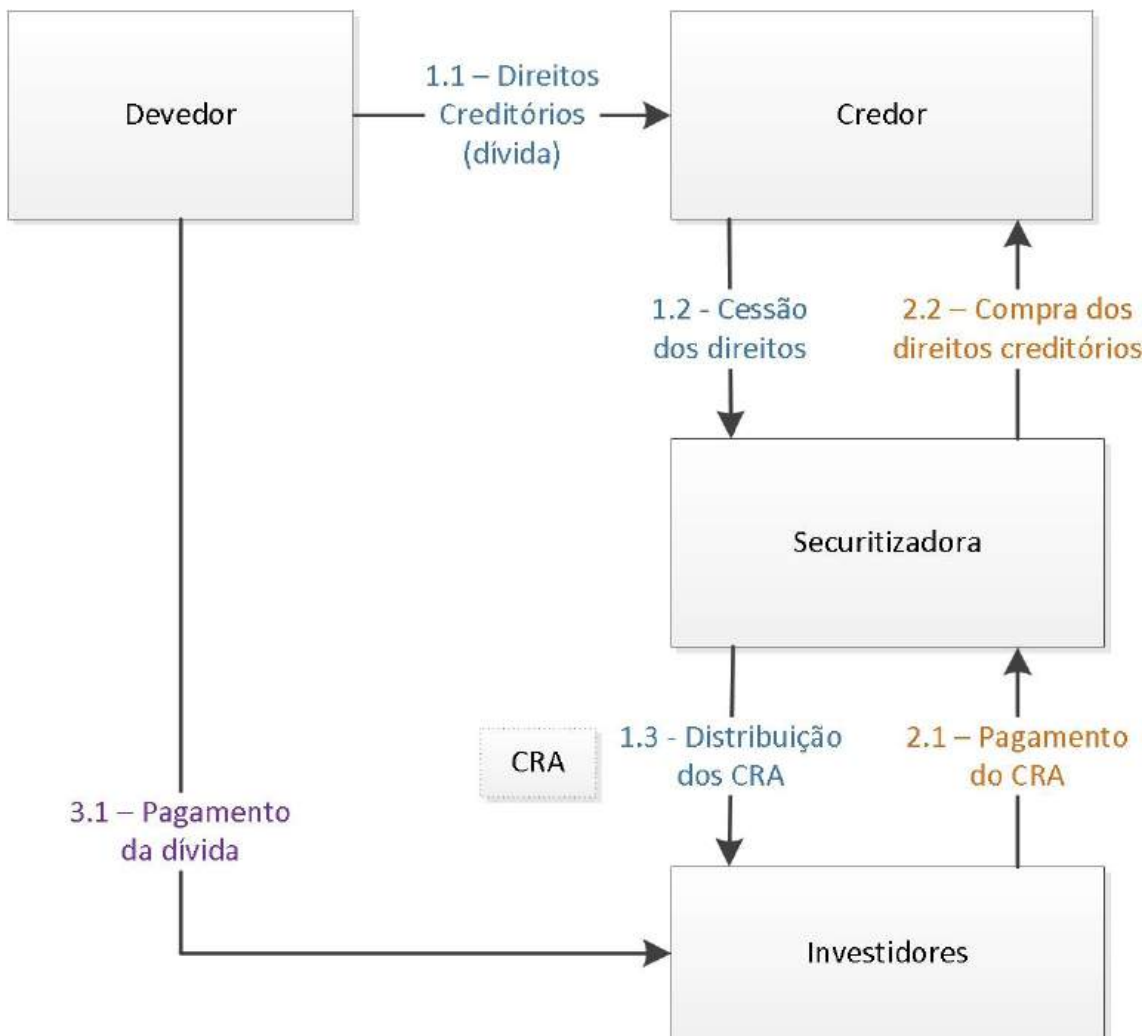 Devedor
1.1 – Direitos
Creditórios
(dívida)
Credor
1.2 - Cessão
dos direitos
2.2 – Compra dos
direitos creditórios
Securitizadora
CRA
1.3 - Distribuição
dos CRA
2.1 – Pagamento
do CRA
3.1 – Pagamento
da dívida
Investidores